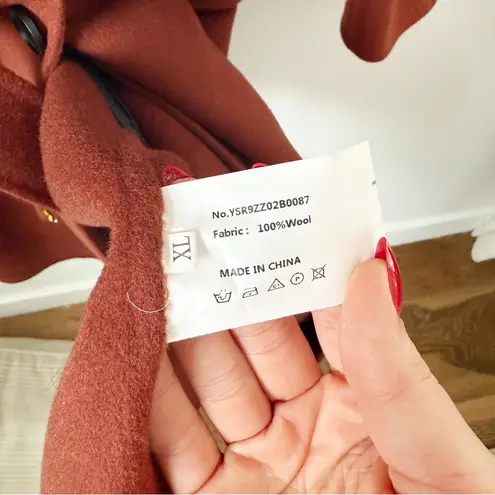 No.YSR9ZZ02B0087
Fabric : 100%Wool
XL
MADE IN CHINA
P